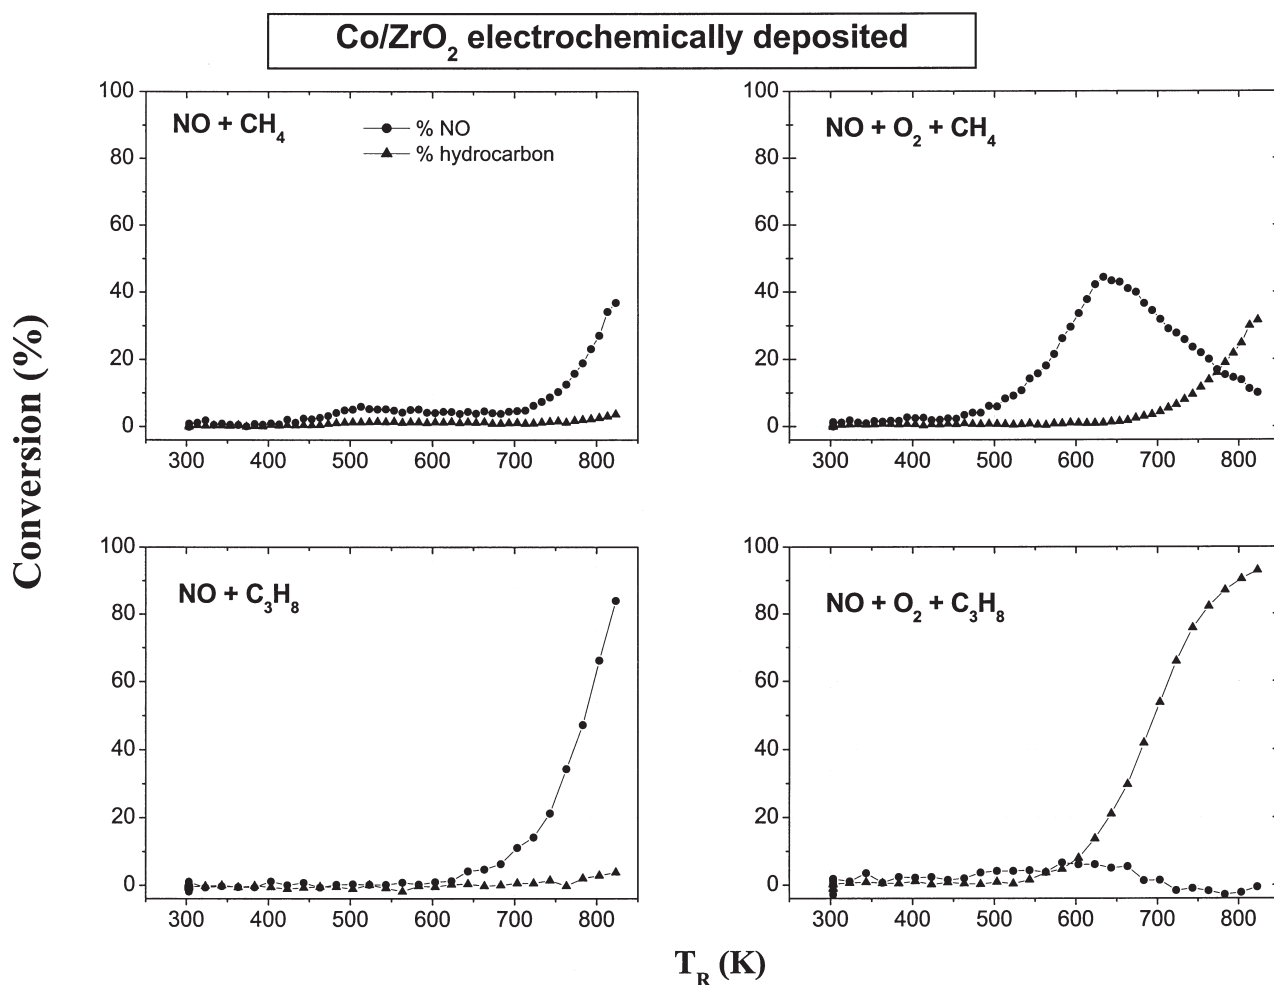 Co/ZrO2 electrochemically deposited
Conversion (%)
NO + CH4
% NO
% hydrocarbon
100
80
60
40
20
0
300 400 500 600 700 800
NO + O2 + CH4
100
80
60
40
20
0
300 400 500 600 700 800
NO + C3H8
100
80
60
40
20
0
300 400 500 600 700 800
NO + O2 + C3H8
100
80
60
40
20
0
300 400 500 600 700 800
TR (K)